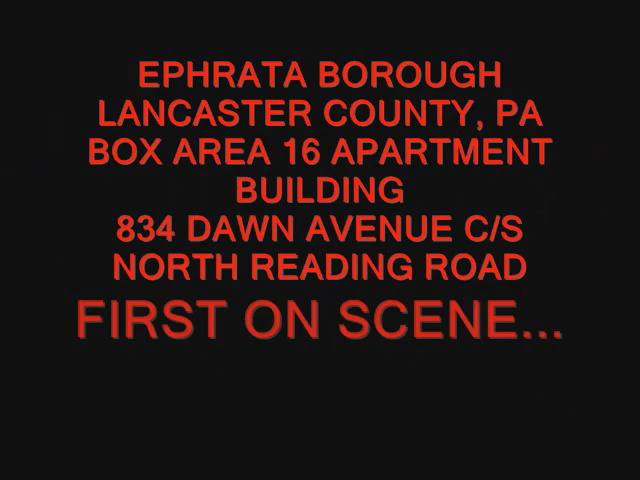 EPHRATA BOROUGH
LANCASTER COUNTY, PA
BOX AREA 16 APARTMENT
BUILDING
834 DAWN AVENUE C/S
NORTH READING ROAD
FIRST ON SCENE...